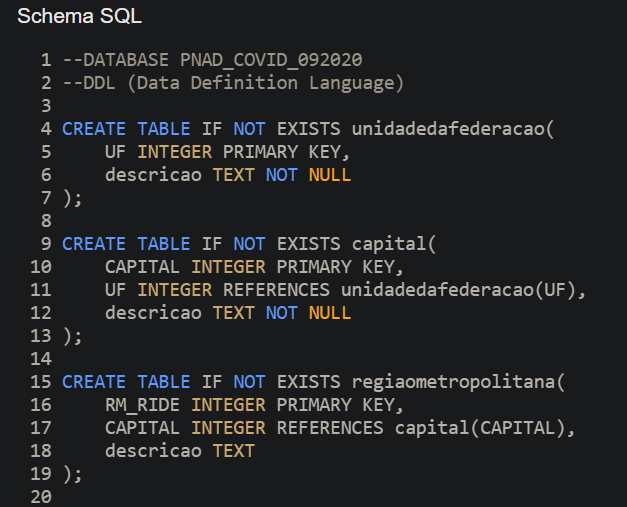 Schema SQL
1 --DATABASE PNAD_COVID_092020
2 --DDL (Data Definition Language)
3
4 CREATE TABLE IF NOT EXISTS unidadedafederacao(
5     UF INTEGER PRIMARY KEY,
6     descricao TEXT NOT NULL
7 );
8
9 CREATE TABLE IF NOT EXISTS capital(
10     CAPITAL INTEGER PRIMARY KEY,
11     UF INTEGER REFERENCES unidadedafederacao(UF),
12     descricao TEXT NOT NULL
13 );
14
15 CREATE TABLE IF NOT EXISTS regiaometropolitana(
16     RM_RIDE INTEGER PRIMARY KEY,
17     CAPITAL INTEGER REFERENCES capital(CAPITAL),
18     descricao TEXT
19 );
20